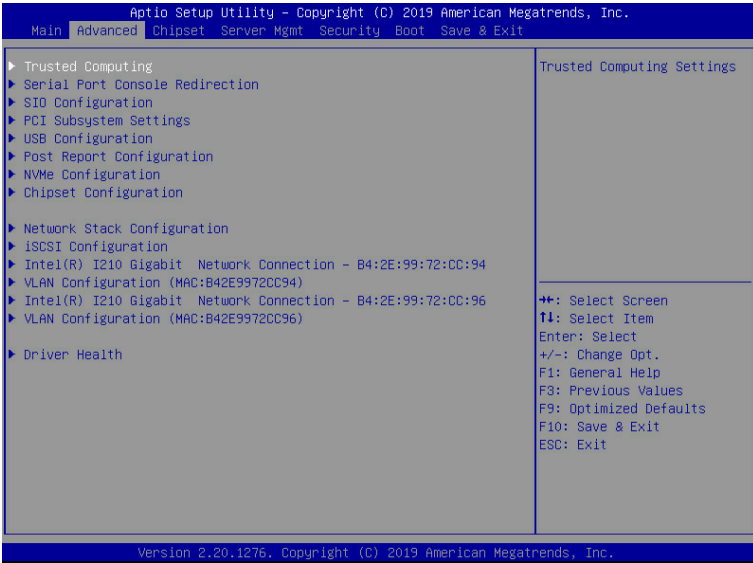 Aptio Setup Utility – Copyright (C) 2019 American Megatrends, Inc.
Main Advanced Chipset Server Mgmt Security Boot Save & Exit
Trusted Computing
Serial Port Console Redirection
SIO Configuration
PCI Subsystem Settings
USB Configuration
Post Report Configuration
NVMe Configuration
Chipset Configuration
Network Stack Configuration
iSCSI Configuration
Intel(R) I210 Gigabit  Network Connection – B4:2E:99:72:CC:94
VLAN Configuration (MAC:B42E9972CC94)
Intel(R) I210 Gigabit  Network Connection – B4:2E:99:72:CC:96
VLAN Configuration (MAC:B42E9972CC96)
Driver Health
Trusted Computing Settings
→←: Select Screen
↑↓: Select Item
Enter: Select
+/–: Change Opt.
F1: General Help
F3: Previous Values
F9: Optimized Defaults
F10: Save & Exit
ESC: Exit
Version 2.20.1276. Copyright (C) 2019 American Megatrends, Inc.